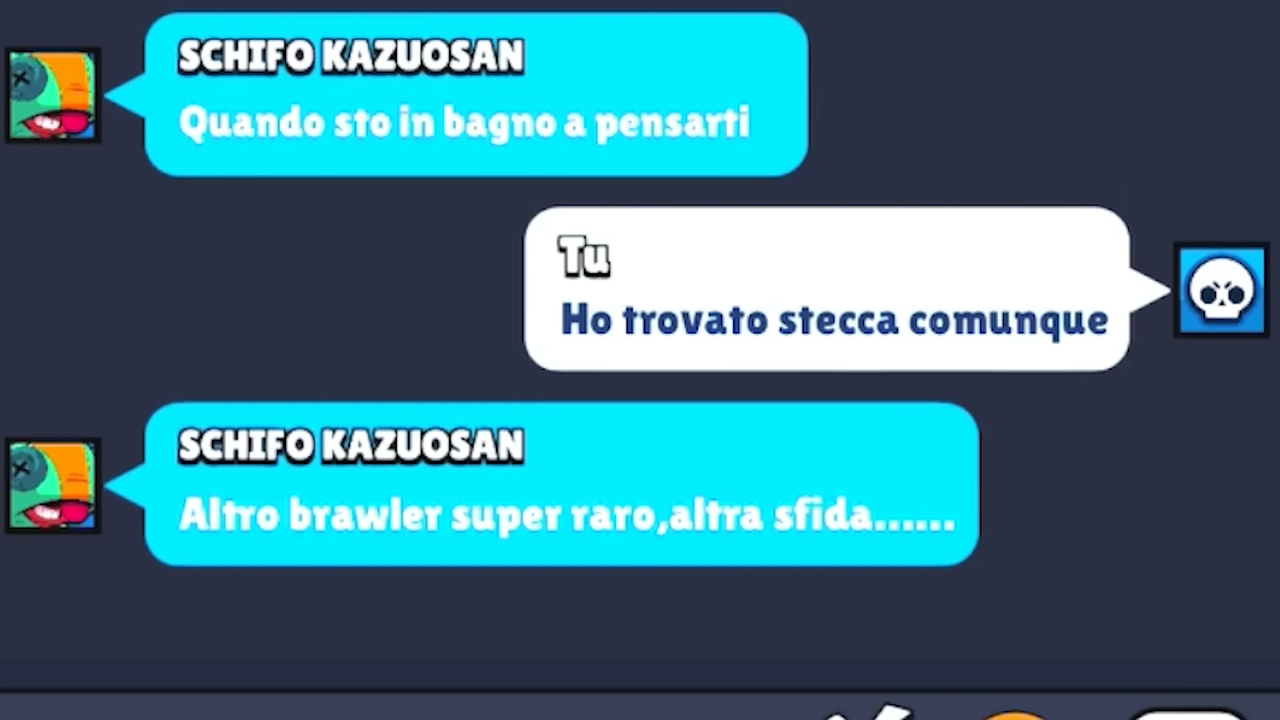 SCHIFO KAZUOSAN
Quando sto in bagno a pensarti
Tu
Ho trovato stecca comunque
SCHIFO KAZUOSAN
Altro brawler super raro,altra sfida......